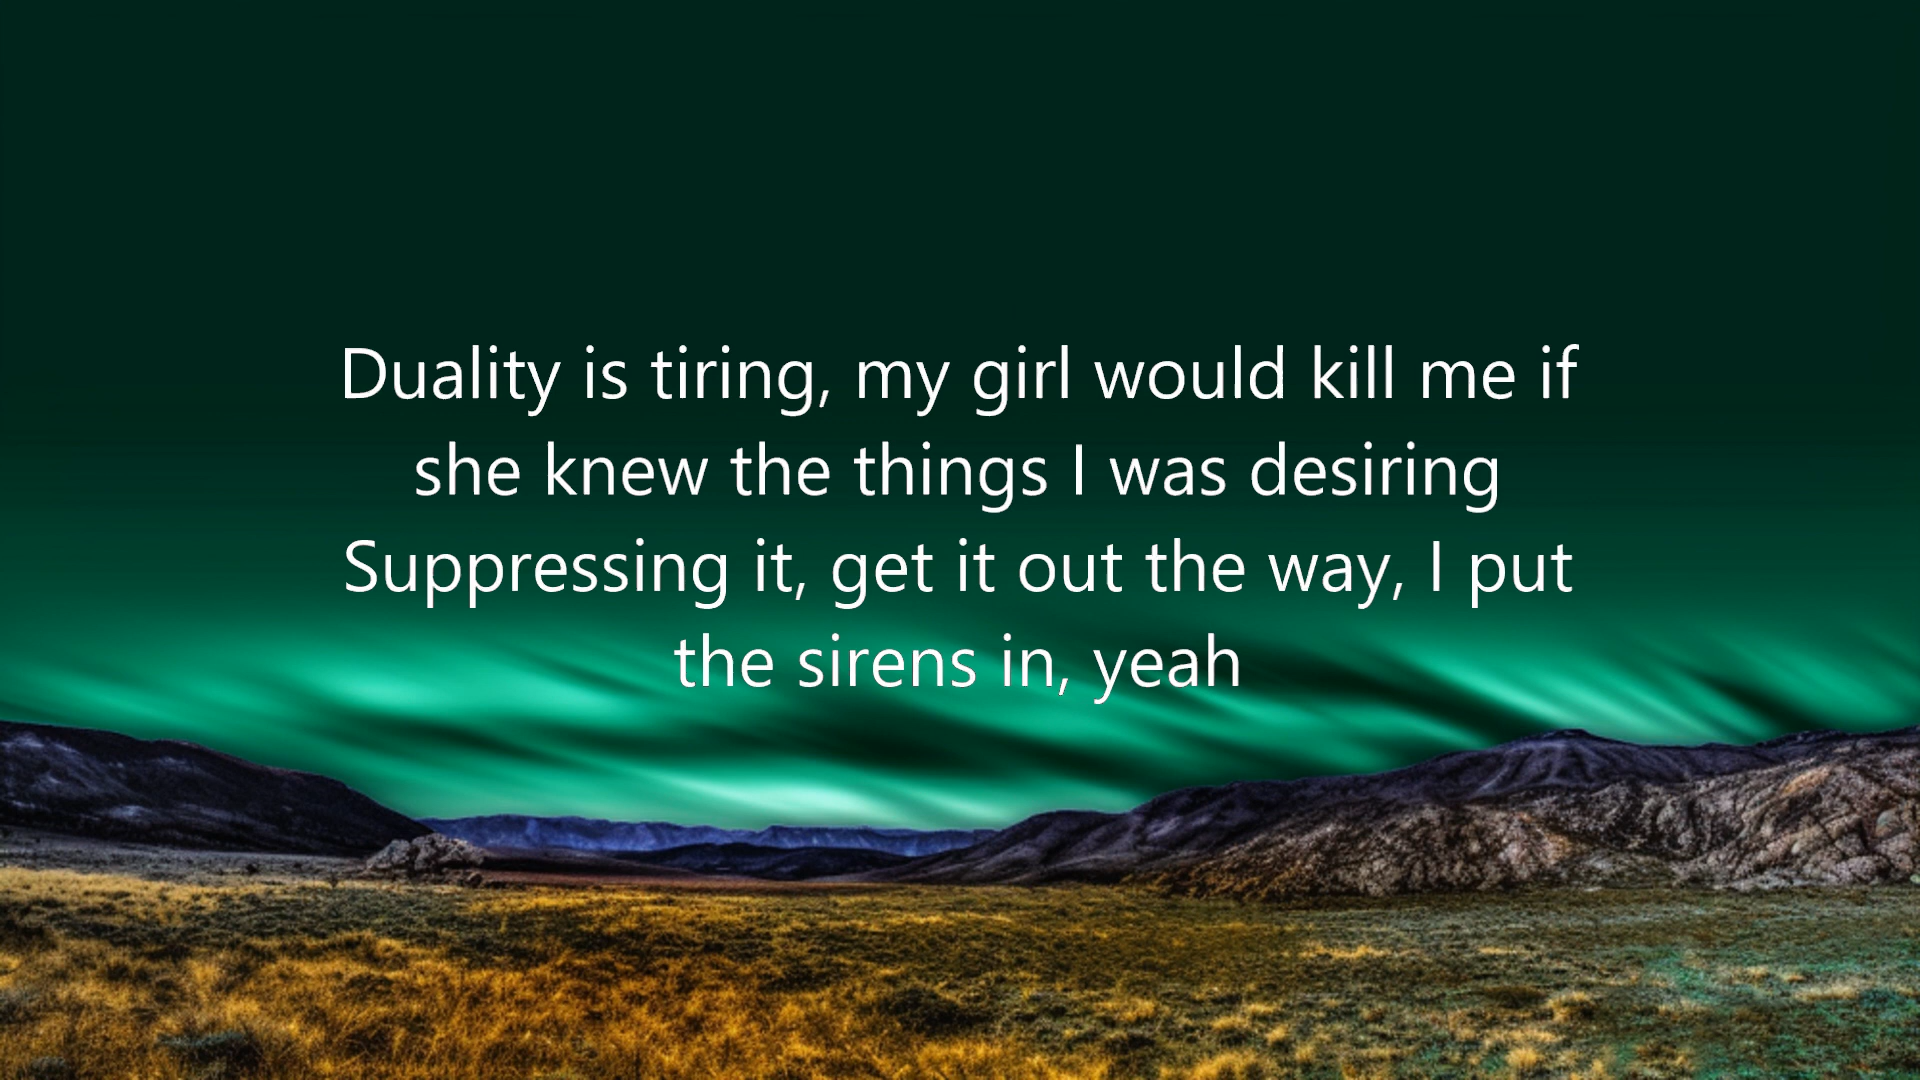 Duality is tiring, my girl would kill me if
she knew the things I was desiring
Suppressing it, get it out the way, I put
the sirens in, yeah